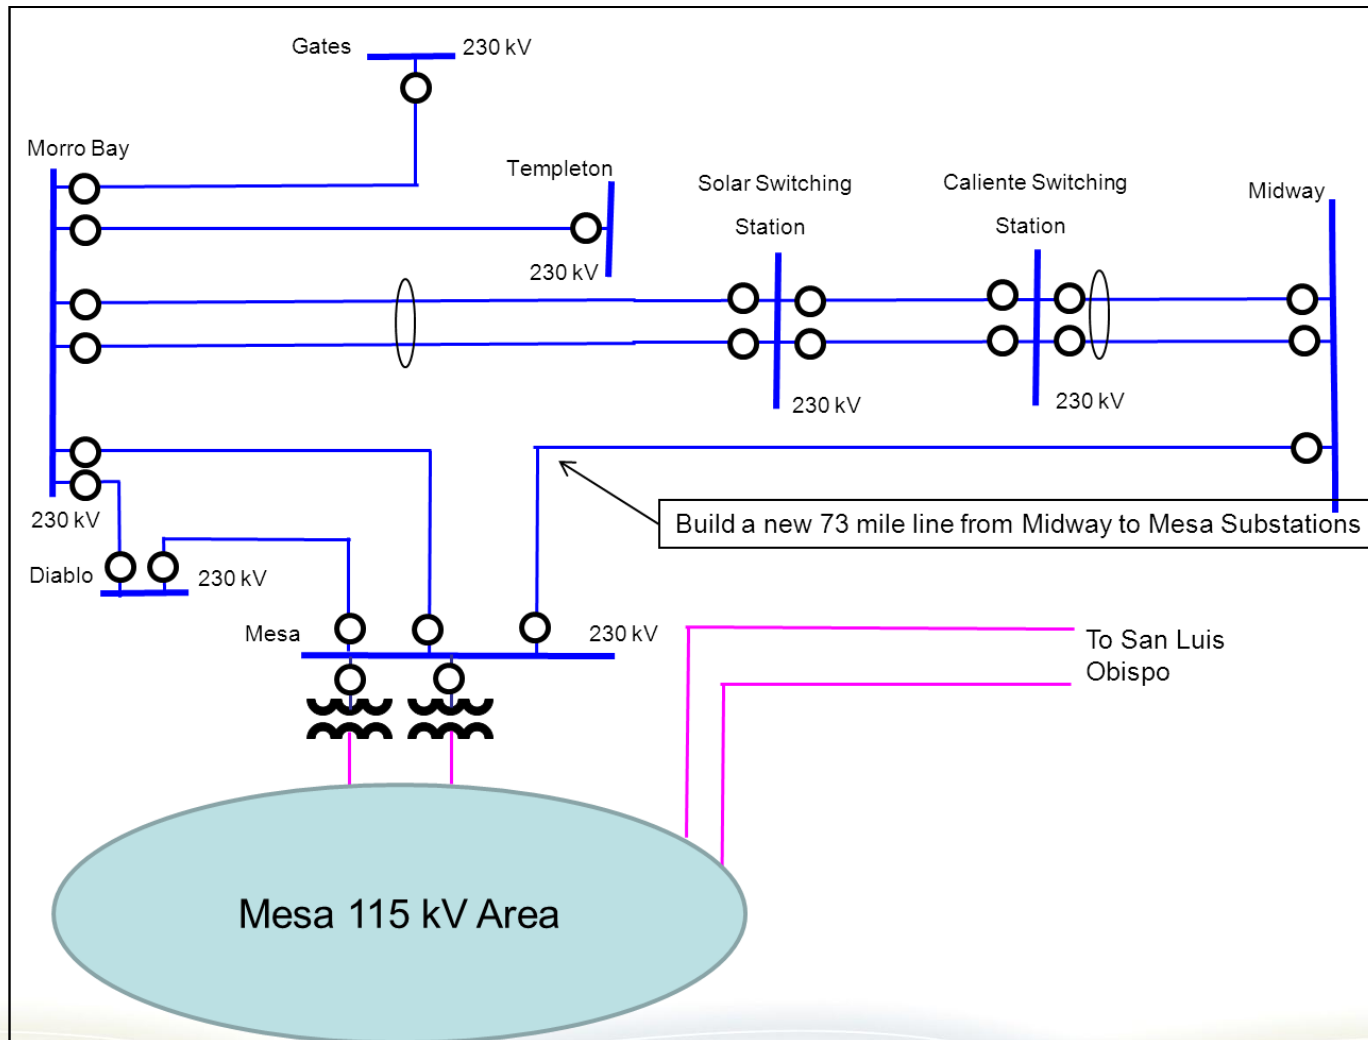 Gates
230 kV
Morro Bay
Templeton
230 kV
Solar Switching
Station
230 kV
Caliente Switching
Station
230 kV
Midway
230 kV
Build a new 73 mile line from Midway to Mesa Substations
Diablo
230 kV
Mesa
230 kV
To San Luis
Obispo
Mesa 115 kV Area